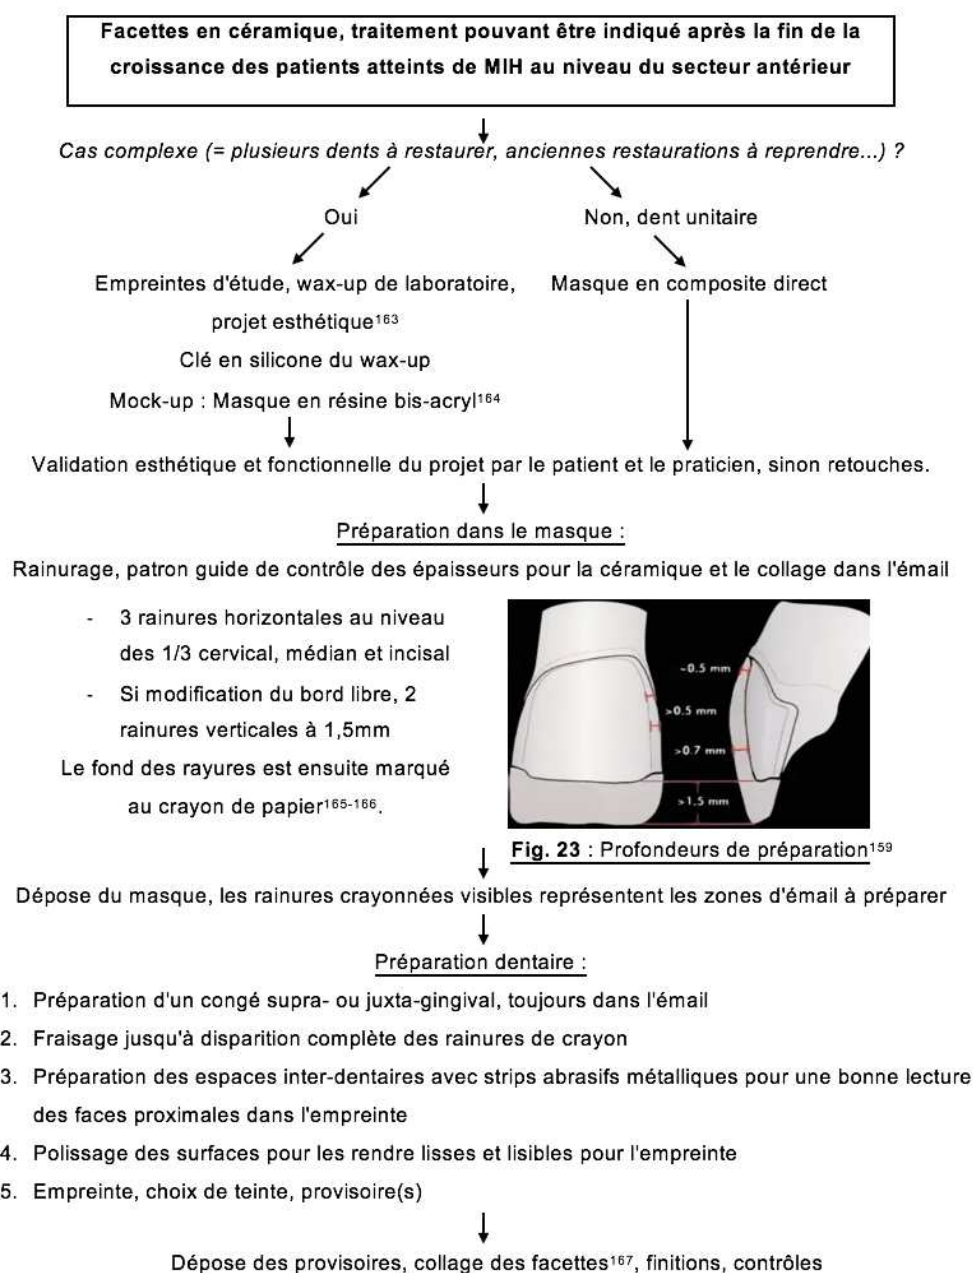 Facettes en céramique, traitement pouvant être indiqué après la fin de la
croissance des patients atteints de MIH au niveau du secteur antérieur
Cas complexe (= plusieurs dents à restaurer, anciennes restaurations à reprendre...) ?
Oui
Non, dent unitaire
Empreintes d'étude, wax-up de laboratoire,
projet esthétique¹⁶³
Clé en silicone du wax-up
Mock-up : Masque en résine bis-acryl¹⁶⁴
Masque en composite direct
Validation esthétique et fonctionnelle du projet par le patient et le praticien, sinon retouches.
Préparation dans le masque :
Rainurage, patron guide de contrôle des épaisseurs pour la céramique et le collage dans l'émail
- 3 rainures horizontales au niveau
des 1/3 cervical, médian et incisal
- Si modification du bord libre, 2
rainures verticales à 1,5mm
Le fond des rayures est ensuite marqué
au crayon de papier¹⁶⁵⁻¹⁶⁶.
~0.5 mm
>0.5 mm
>0.7 mm
>1.5 mm
Fig. 23 : Profondeurs de préparation¹⁵⁹
Dépose du masque, les rainures crayonnées visibles représentent les zones d'émail à préparer
Préparation dentaire :
1. Préparation d'un congé supra- ou juxta-gingival, toujours dans l'émail
2. Fraisage jusqu'à disparition complète des rainures de crayon
3. Préparation des espaces inter-dentaires avec strips abrasifs métalliques pour une bonne lecture
des faces proximales dans l'empreinte
4. Polissage des surfaces pour les rendre lisses et lisibles pour l'empreinte
5. Empreinte, choix de teinte, provisoire(s)
Dépose des provisoires, collage des facettes¹⁶⁷, finitions, contrôles